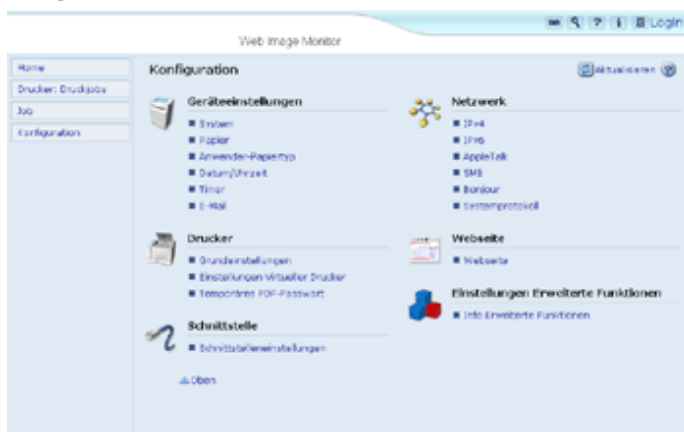 Login
Web Image Monitor
Home
Drucker: Druckjobs
Job
Konfiguration
Konfiguration
Aktualisieren
Geräteeinstellungen
System
Papier
Anwender-Papiertyp
Datum/Uhrzeit
Timer
E-Mail
Netzwerk
IPv4
IPv6
AppleTalk
SMB
Bonjour
Systemprotokoll
Drucker
Grundeinstellungen
Einstellungen Virtueller Drucker
Temporäres PDF-Passwort
Webseite
Webseite
Schnittstelle
Schnittstelleneinstellungen
Einstellungen Erweiterte Funktionen
Info Erweiterte Funktionen
Oben